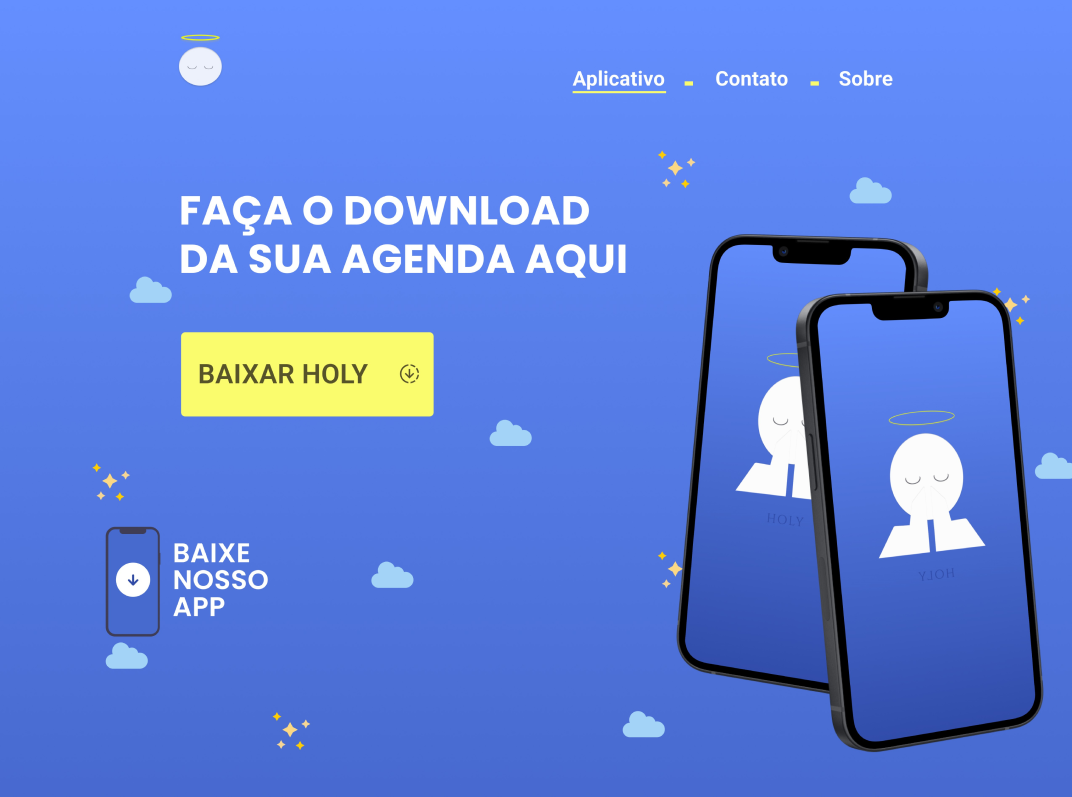 Aplicativo - Contato - Sobre
FAÇA O DOWNLOAD
DA SUA AGENDA AQUI
BAIXAR HOLY
HOLY
HOLY
BAIXE
NOSSO
APP